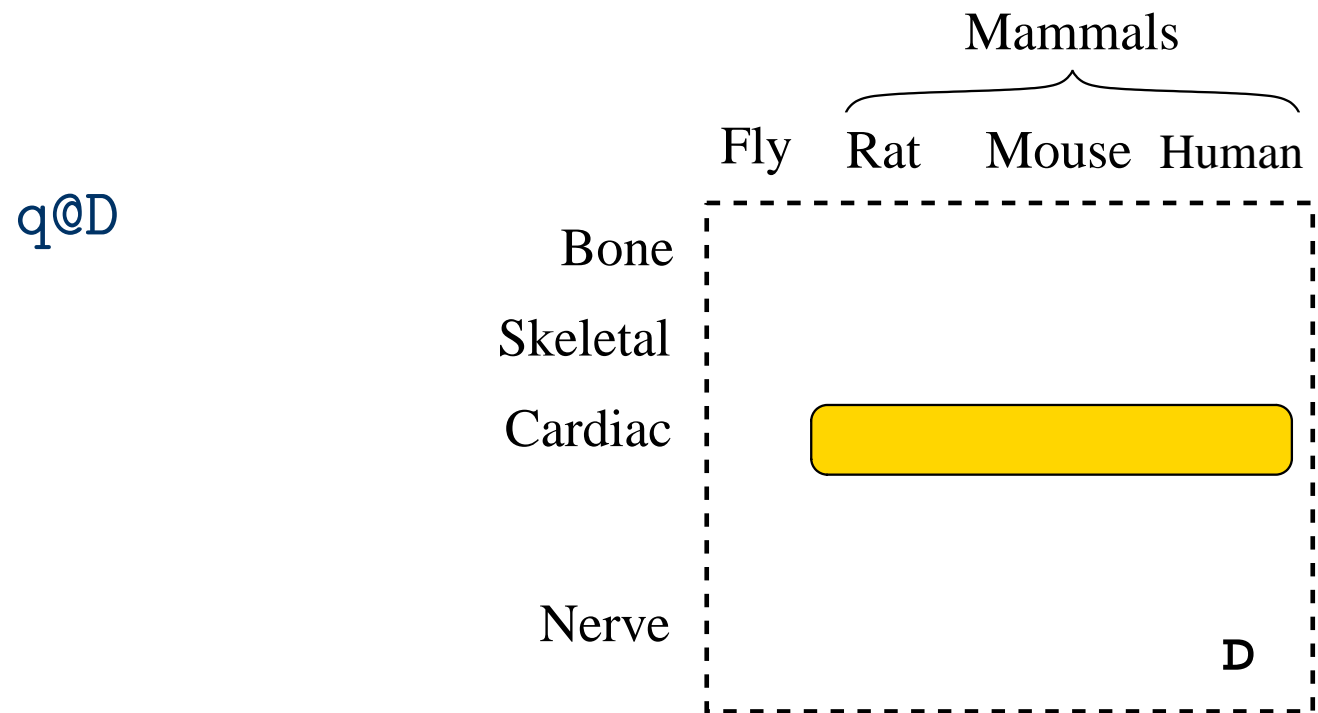 Mammals
Fly Rat Mouse Human
q@D
Bone
Skeletal
Cardiac
Nerve
D